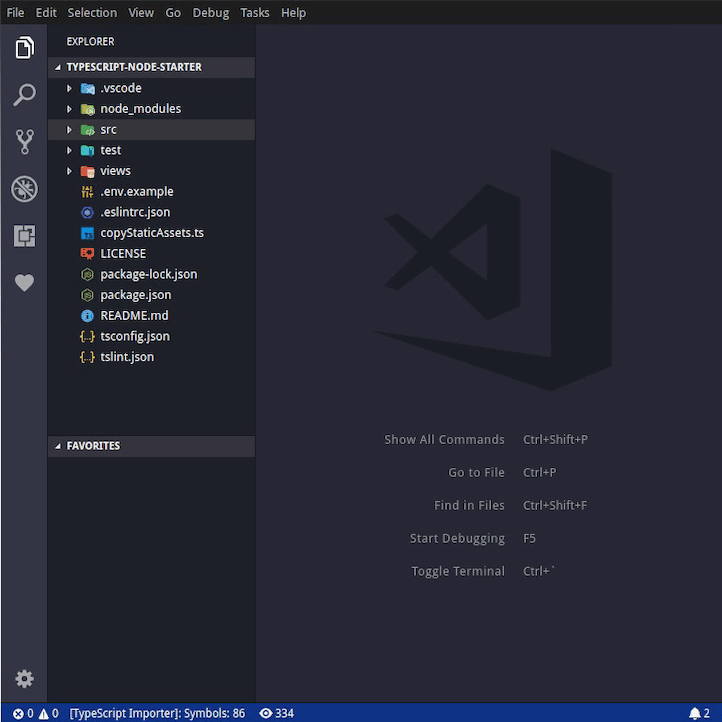 File Edit Selection View Go Debug Tasks Help
EXPLORER
TYPESCRIPT-NODE-STARTER
.vscode
node_modules
src
test
views
.env.example
.eslintrc.json
copyStaticAssets.ts
LICENSE
package-lock.json
package.json
README.md
tsconfig.json
tslint.json
FAVORITES
Show All Commands Ctrl+Shift+P
Go to File Ctrl+P
Find in Files Ctrl+Shift+F
Start Debugging F5
Toggle Terminal Ctrl+`
0 0 [TypeScript Importer]: Symbols: 86 334 2